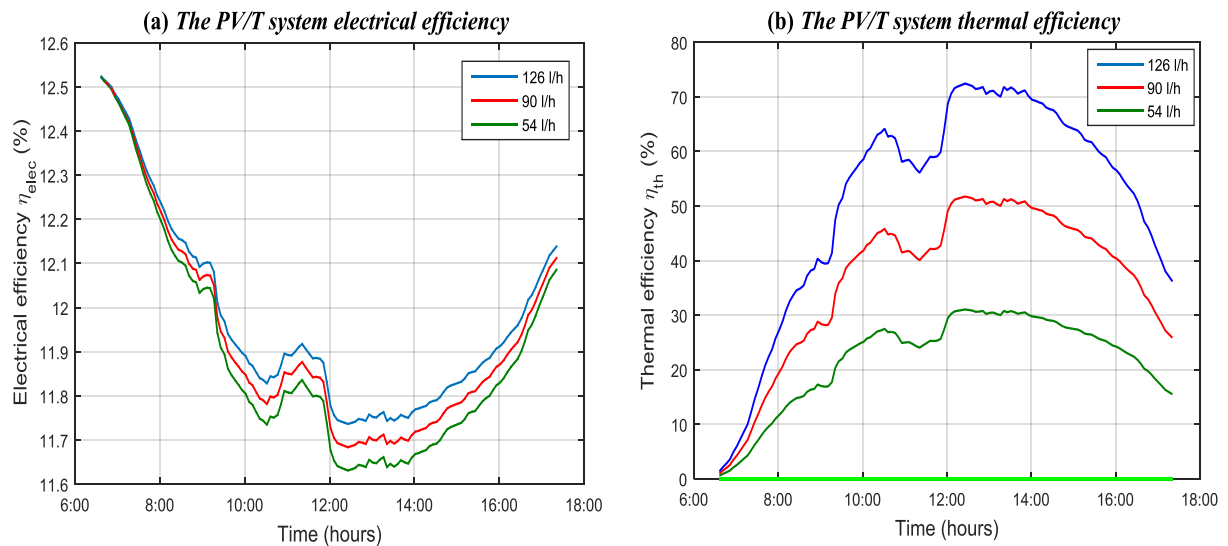 (a) The PV/T system electrical efficiency
12.6
12.5
12.4
12.3
12.2
12.1
12
11.9
11.8
11.7
11.6
Electrical efficiency ηelec (%)
126 l/h
90 l/h
54 l/h
6:00 8:00 10:00 12:00 14:00 16:00 18:00
Time (hours)
(b) The PV/T system thermal efficiency
80
70
60
50
40
30
20
10
0
Thermal efficiency ηth (%)
126 l/h
90 l/h
54 l/h
6:00 8:00 10:00 12:00 14:00 16:00 18:00
Time (hours)